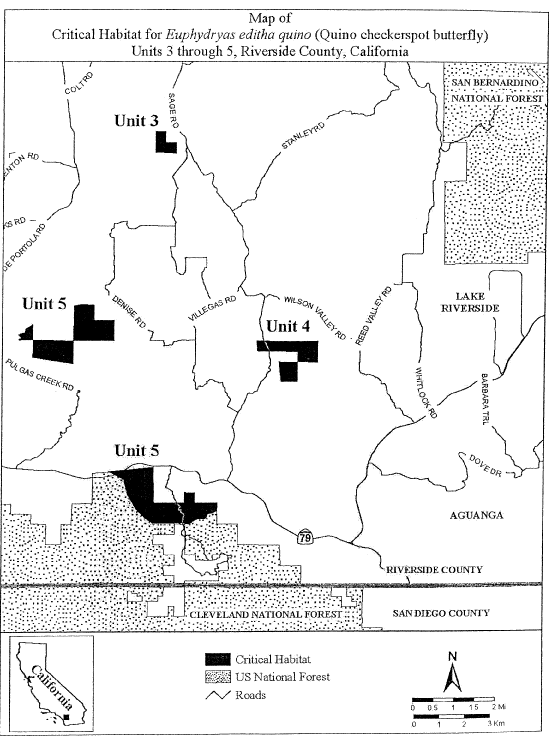 Map of
Critical Habitat for Euphydryas editha quino (Quino checkerspot butterfly)
Units 3 through 5, Riverside County, California
COLT RD
SAGE RD
SAN BERNARDINO
NATIONAL FOREST
Unit 3
STANLEY RD
ENTON RD
KS RD
DE PORTOLA RD
Unit 5
DENISE RD
VILLEGAS RD
WILSON VALLEY RD
REED VALLEY RD
LAKE
RIVERSIDE
Unit 4
PULGAS CREEK RD
WHITLOCK RD
BARBARA TRL
Unit 5
DOVE DR
AGUANGA
79
RIVERSIDE COUNTY
CLEVELAND NATIONAL FOREST
SAN DIEGO COUNTY
California
Critical Habitat
US National Forest
Roads
N
0 0.5 1 1.5 2 Mi
0 1 2 3 Km